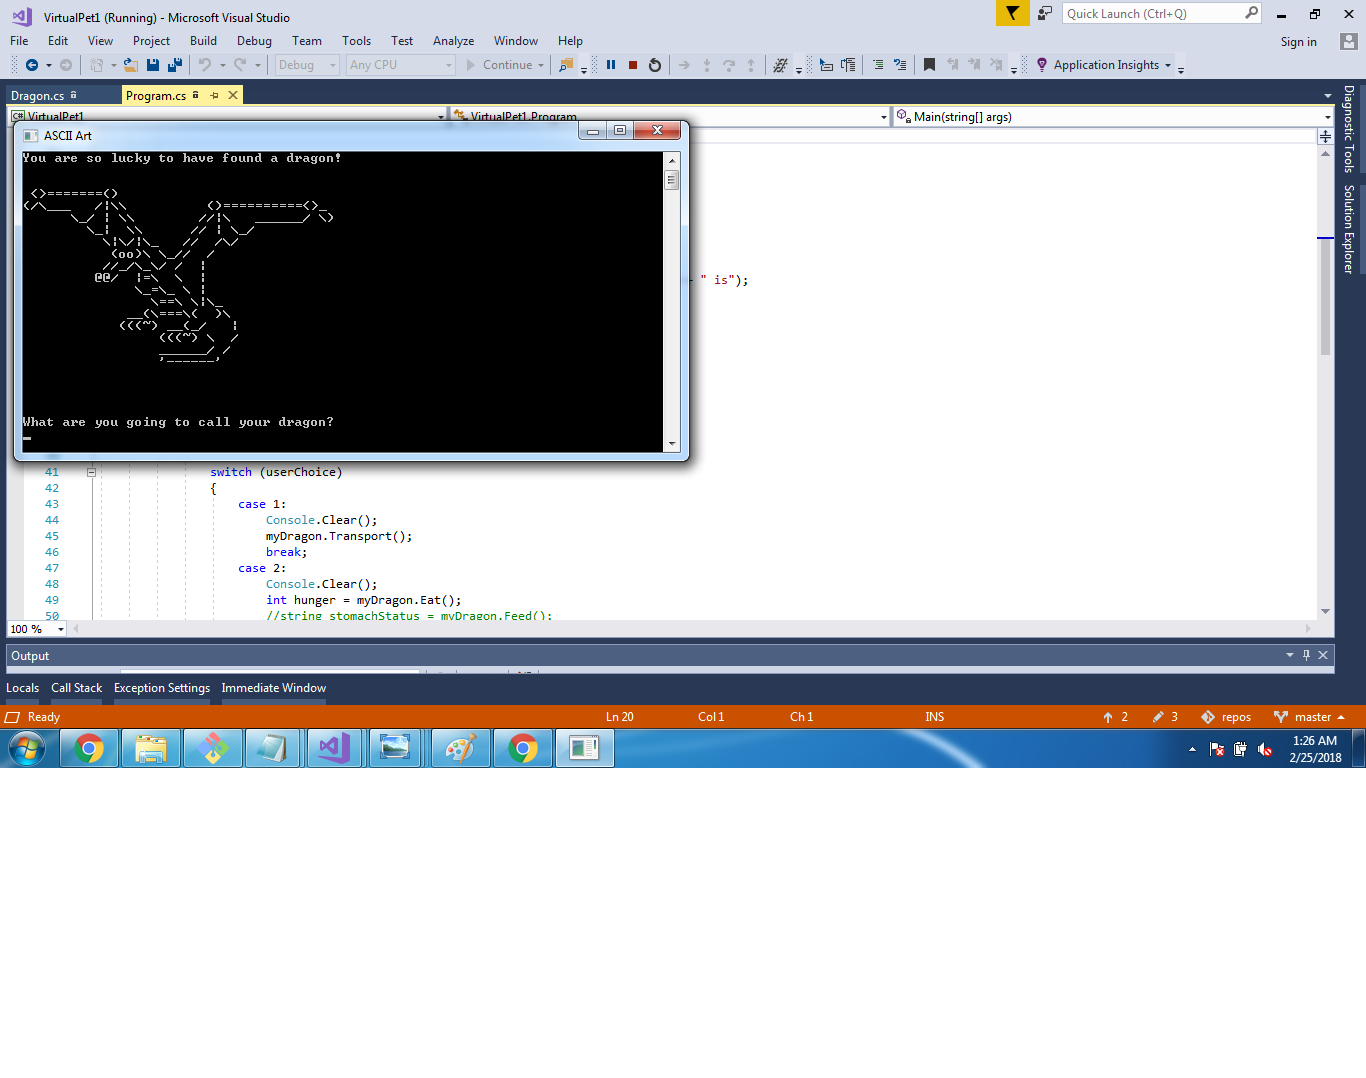 VirtualPet1 (Running) - Microsoft Visual Studio
Quick Launch (Ctrl+Q)
File Edit View Project Build Debug Team Tools Test Analyze Window Help
Sign in
Debug Any CPU Continue Application Insights
Dragon.cs Program.cs
VirtualPet1 VirtualPet1.Program Main(string[] args)
ASCII Art
You are so lucky to have found a dragon!
 <>=======()
(/\___   /|\\          ()==========<>_
      \_/ | \\        //|\   ______/ \)
        \_|  \\      // | \_/
          \|\/|\_   //  /\/
           (oo)\ \_//  /
          //_/\_\/ /  |
         @@/  |=\  \  |
              \_=\_ \ |
                \==\ \|\_
             __(\===\(  )\
            (((~) __(_/   |
                 (((~) \  /
                 ______/ /
                 '------'
What are you going to call your dragon?
" is");
41 switch (userChoice)
42 {
43 case 1:
44 Console.Clear();
45 myDragon.Transport();
46 break;
47 case 2:
48 Console.Clear();
49 int hunger = myDragon.Eat();
50 //string stomachStatus = myDragon.Feed();
100 %
Output
Locals Call Stack Exception Settings Immediate Window
Ready Ln 20 Col 1 Ch 1 INS 2 3 repos master
Diagnostic Tools
Solution Explorer
1:26 AM
2/25/2018